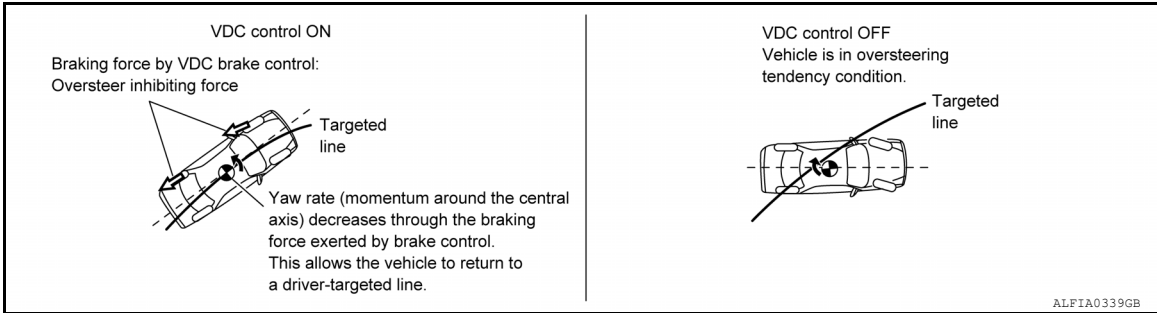 VDC control ON
Braking force by VDC brake control:
Oversteer inhibiting force
Targeted
line
Yaw rate (momentum around the central
axis) decreases through the braking
force exerted by brake control.
This allows the vehicle to return to
a driver-targeted line.
VDC control OFF
Vehicle is in oversteering
tendency condition.
Targeted
line
ALFIA0339GB